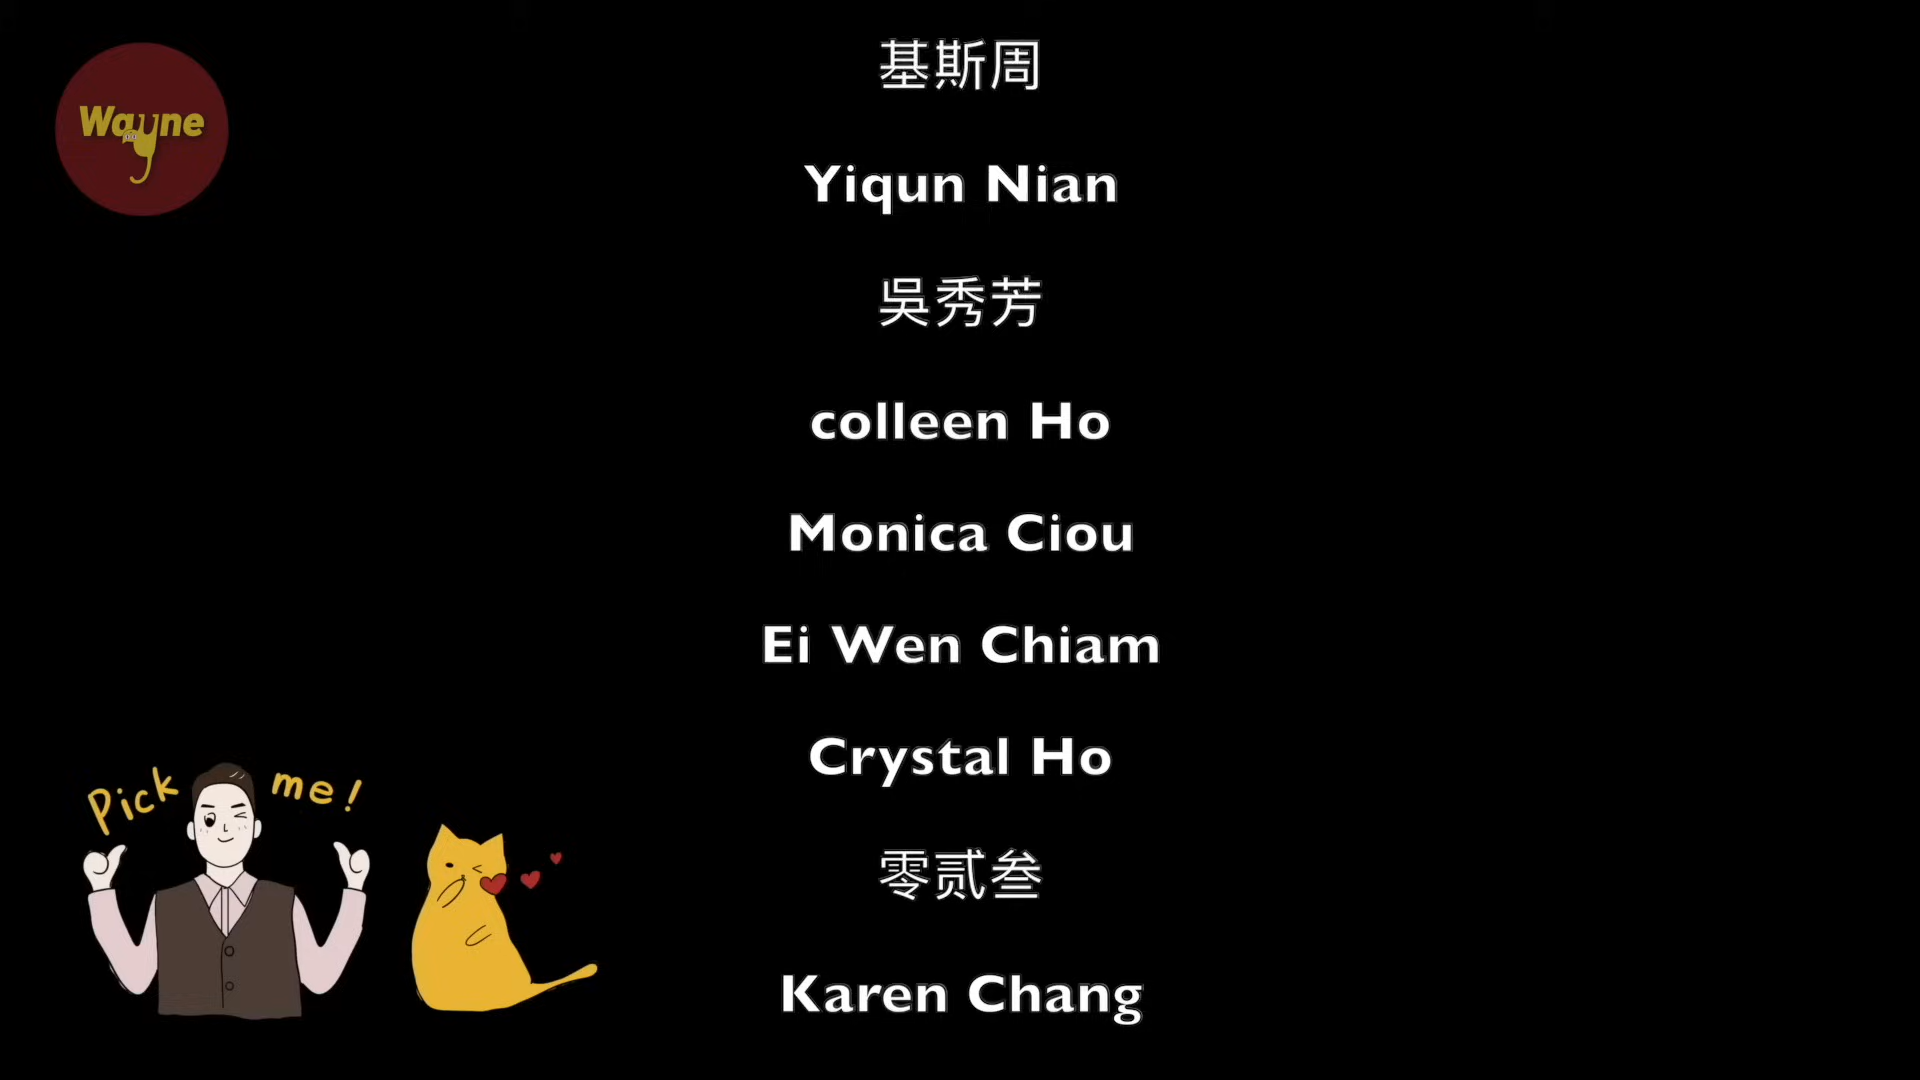 Wayne
基斯周
Yiqun Nian
吳秀芳
colleen Ho
Monica Ciou
Ei Wen Chiam
Crystal Ho
零贰叁
Karen Chang
Pick me!